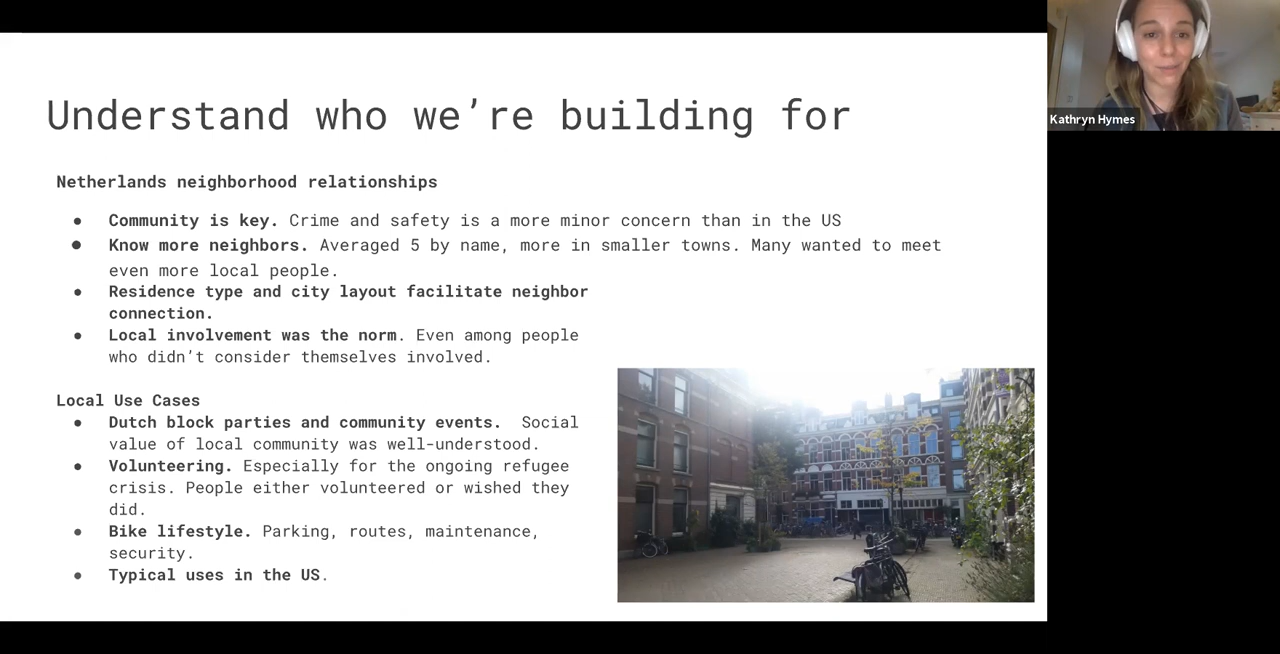 Understand who we’re building for
Kathryn Hymes
Netherlands neighborhood relationships
● Community is key. Crime and safety is a more minor concern than in the US
● Know more neighbors. Averaged 5 by name, more in smaller towns. Many wanted to meet
even more local people.
● Residence type and city layout facilitate neighbor
connection.
● Local involvement was the norm. Even among people
who didn’t consider themselves involved.
Local Use Cases
● Dutch block parties and community events. Social
value of local community was well-understood.
● Volunteering. Especially for the ongoing refugee
crisis. People either volunteered or wished they
did.
● Bike lifestyle. Parking, routes, maintenance,
security.
● Typical uses in the US.